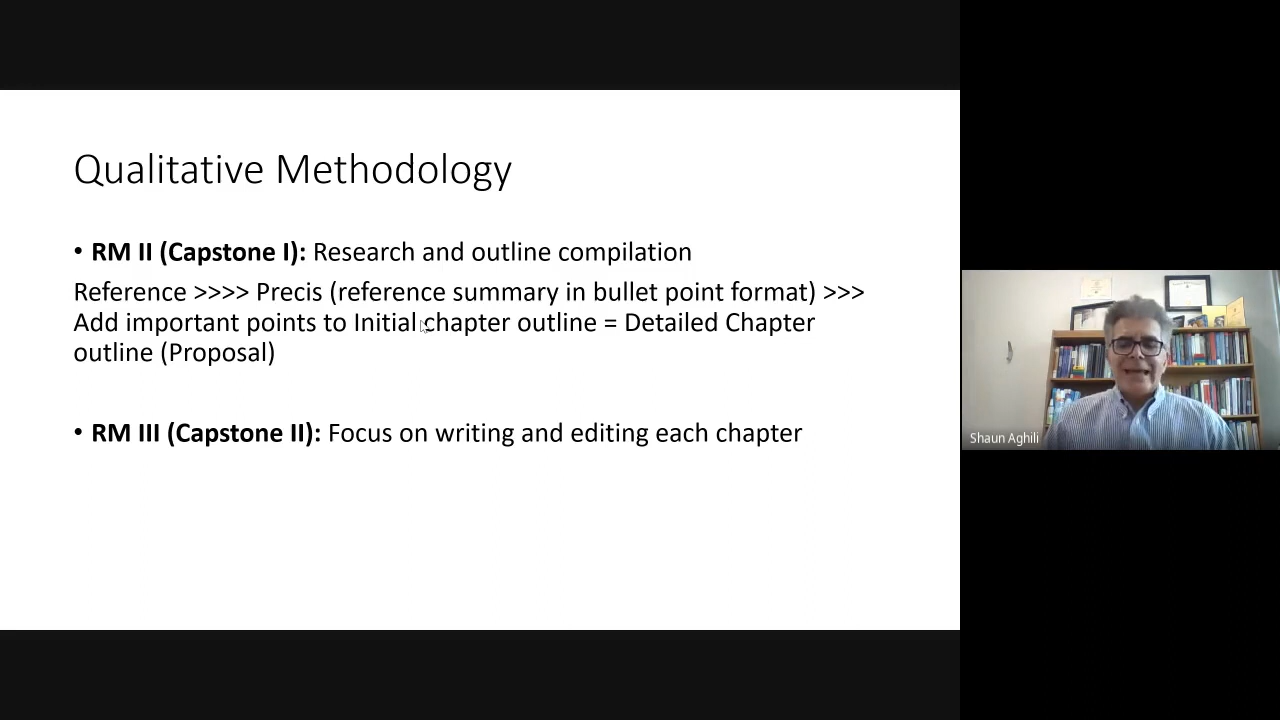 Qualitative Methodology
• RM II (Capstone I): Research and outline compilation
Reference >>>> Precis (reference summary in bullet point format) >>>
Add important points to Initial chapter outline = Detailed Chapter
outline (Proposal)
• RM III (Capstone II): Focus on writing and editing each chapter
Shaun Aghili